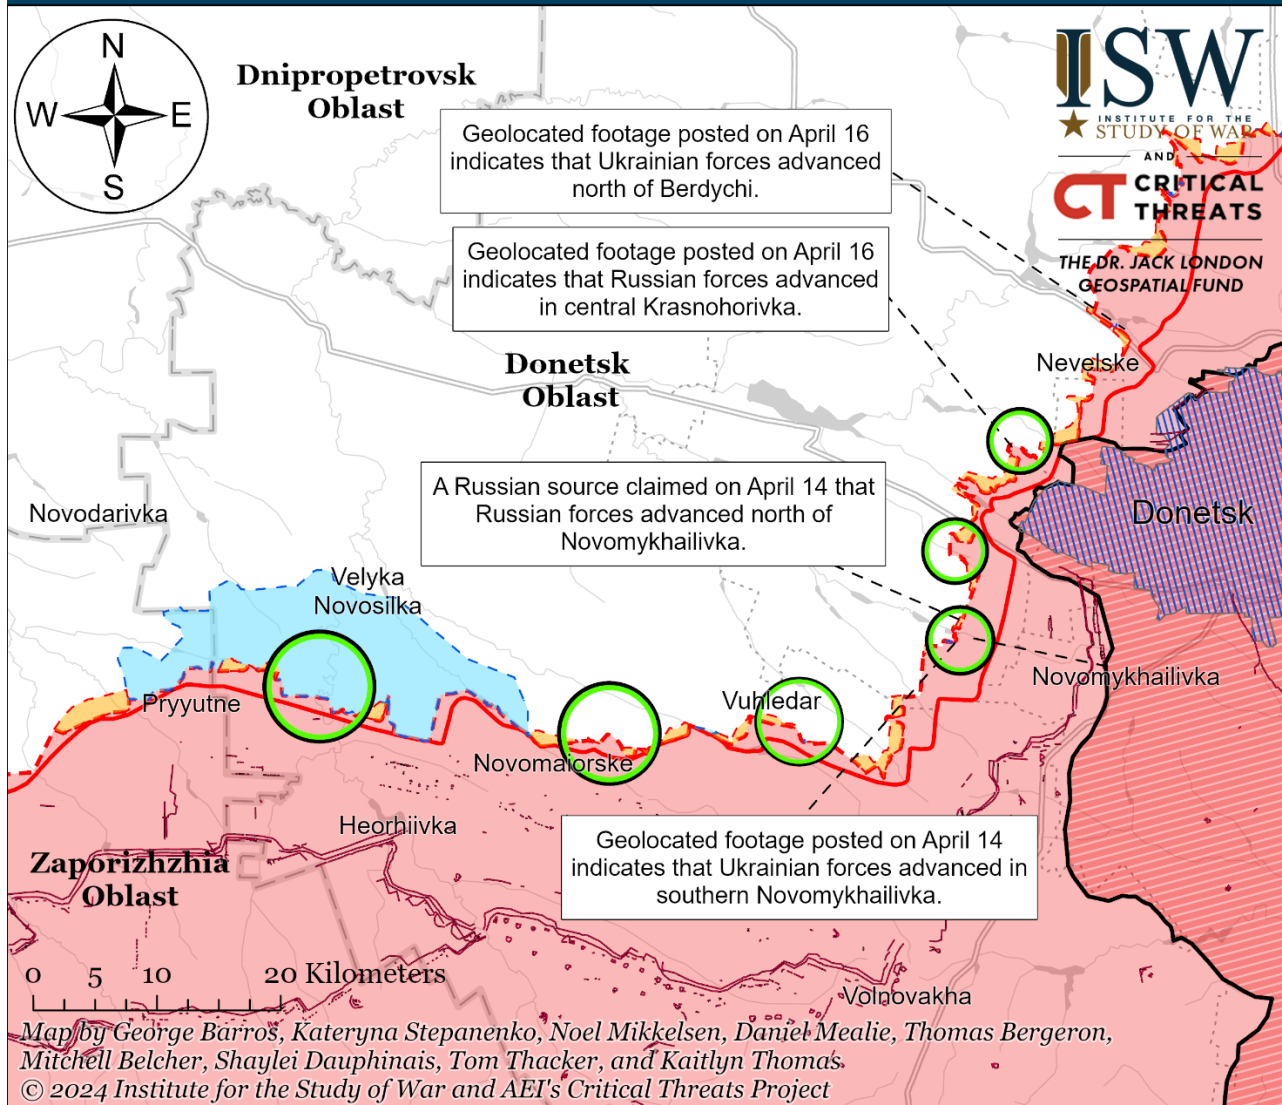 N
W
E
S
Dnipropetrovsk
Oblast
ISW
INSTITUTE FOR THE
STUDY OF WAR
AND
CT CRITICAL
THREATS
THE DR. JACK LONDON
GEOSPATIAL FUND
Geolocated footage posted on April 16
indicates that Ukrainian forces advanced
north of Berdychi.
Geolocated footage posted on April 16
indicates that Russian forces advanced
in central Krasnohorivka.
Donetsk
Oblast
Nevelske
A Russian source claimed on April 14 that
Russian forces advanced north of
Novomykhailivka.
Novodarivka
Donetsk
Velyka
Novosilka
Pryyutne
Vuhledar
Novomykhailivka
Novomaiorske
Heorhiivka
Geolocated footage posted on April 14
indicates that Ukrainian forces advanced in
southern Novomykhailivka.
Zaporizhzhia
Oblast
0 5 10 20 Kilometers
Volnovakha
Map by George Barros, Kateryna Stepanenko, Noel Mikkelsen, Daniel Mealie, Thomas Bergeron,
Mitchell Belcher, Shaylei Dauphinais, Tom Thacker, and Kaitlyn Thomas
© 2024 Institute for the Study of War and AEI's Critical Threats Project